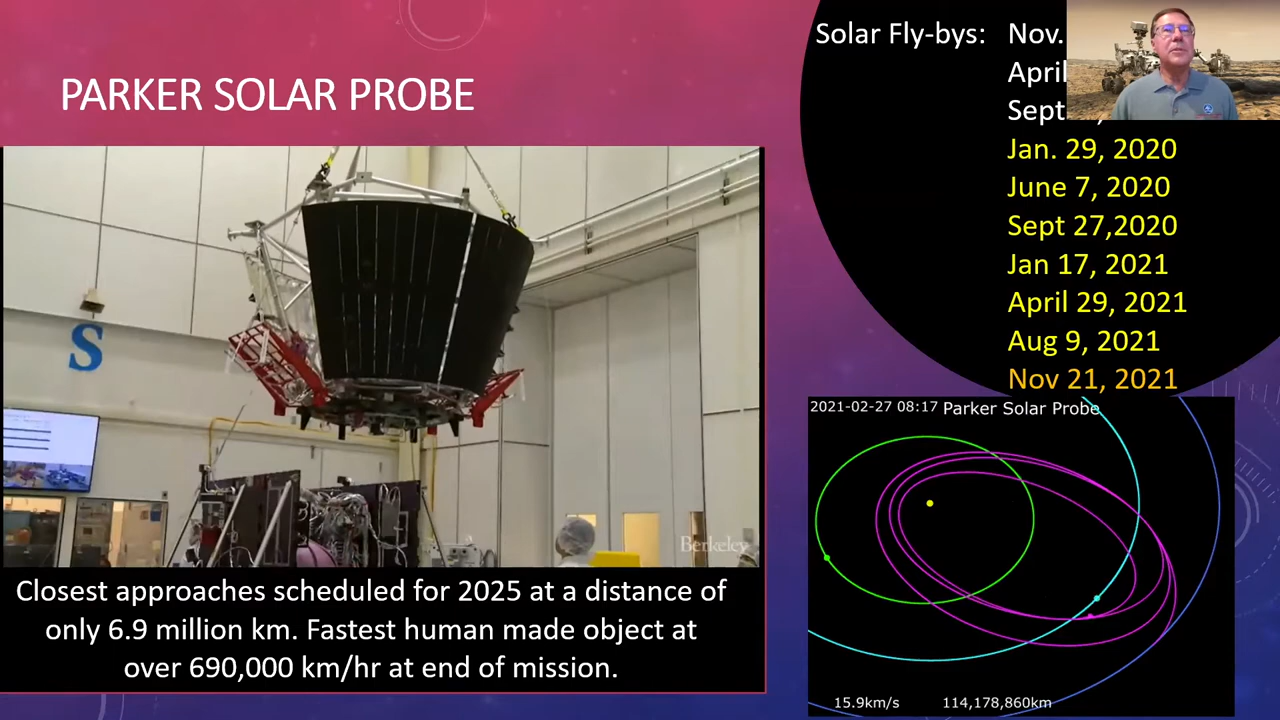 PARKER SOLAR PROBE
Solar Fly-bys: Nov.
April
Sept
Jan. 29, 2020
June 7, 2020
Sept 27,2020
Jan 17, 2021
April 29, 2021
Aug 9, 2021
Nov 21, 2021
S
Berkeley
Closest approaches scheduled for 2025 at a distance of
only 6.9 million km. Fastest human made object at
over 690,000 km/hr at end of mission.
2021-02-27 08:17 Parker Solar Probe
15.9km/s 114,178,860km